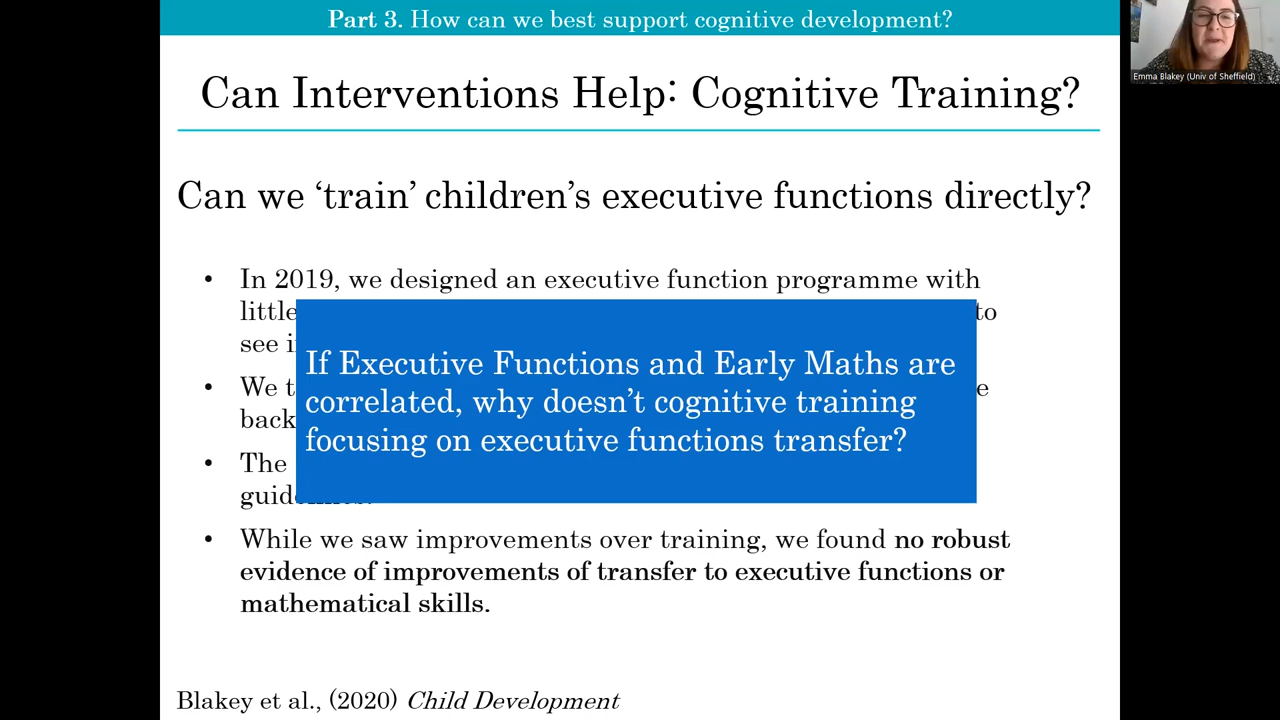 Part 3. How can we best support cognitive development?
Emma Blakey (Univ of Sheffield)
Can Interventions Help: Cognitive Training?
Can we ‘train’ children’s executive functions directly?
• In 2019, we designed an executive function programme with
little to
see
• We
back
• The
While we saw improvements over training, we found no robust
evidence of improvements of transfer to executive functions or
mathematical skills.
If Executive Functions and Early Maths are
correlated, why doesn’t cognitive training
focusing on executive functions transfer?
Blakey et al., (2020) Child Development